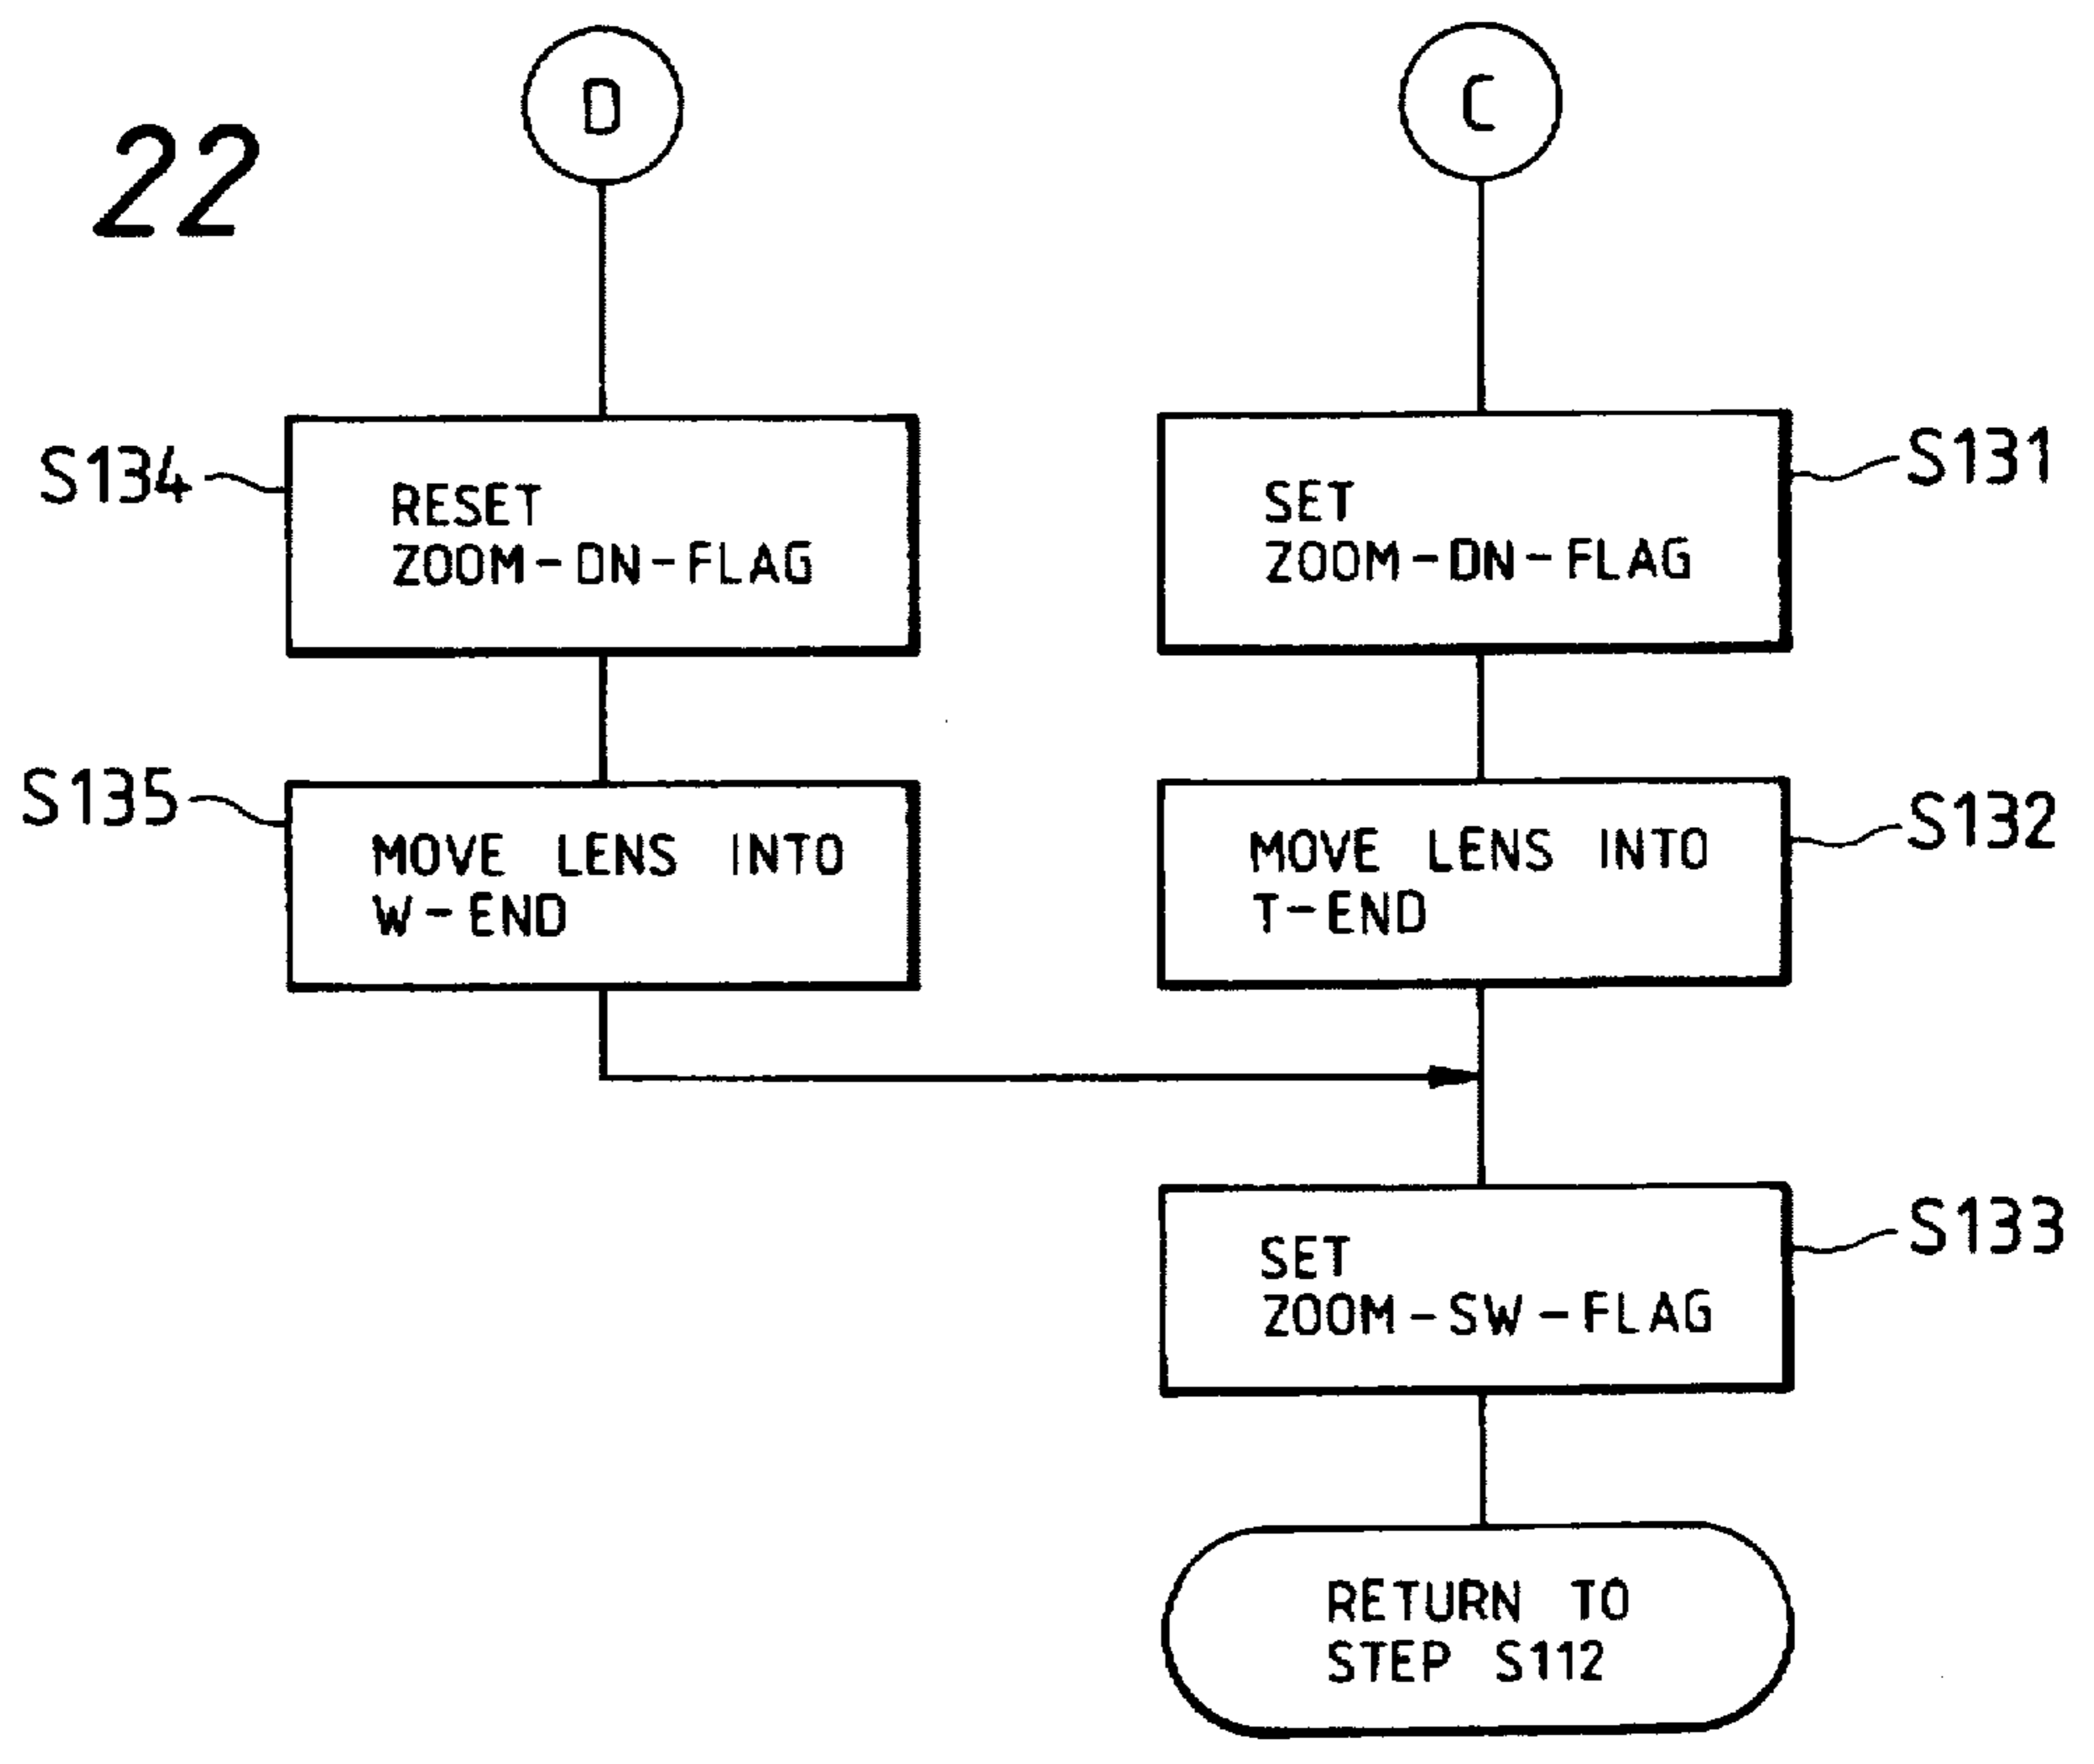 22
D
C
S134
RESET
ZOOM-DN-FLAG
SET
ZOOM-DN-FLAG
S131
S135
MOVE LENS INTO
W-END
MOVE LENS INTO
T-END
S132
SET
ZOOM-SW-FLAG
S133
RETURN TO
STEP S112